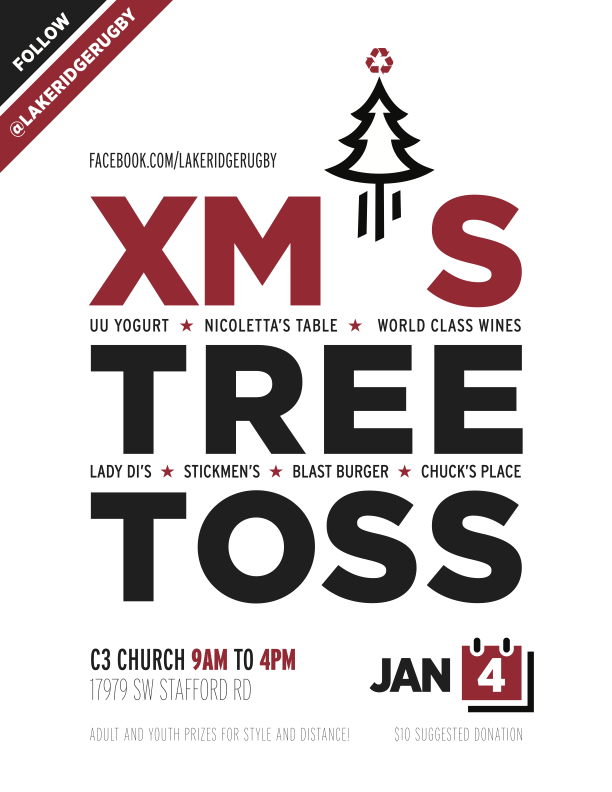 FOLLOW
@LAKERIDGERUGBY
FACEBOOK.COM/LAKERIDGERUGBY
XM 'S
UU YOGURT ★ NICOLETTA'S TABLE ★ WORLD CLASS WINES
TREE
LADY DI'S ★ STICKMEN'S ★ BLAST BURGER ★ CHUCK'S PLACE
TOSS
C3 CHURCH 9AM TO 4PM
17979 SW STAFFORD RD
JAN 4
ADULT AND YOUTH PRIZES FOR STYLE AND DISTANCE!
$10 SUGGESTED DONATION